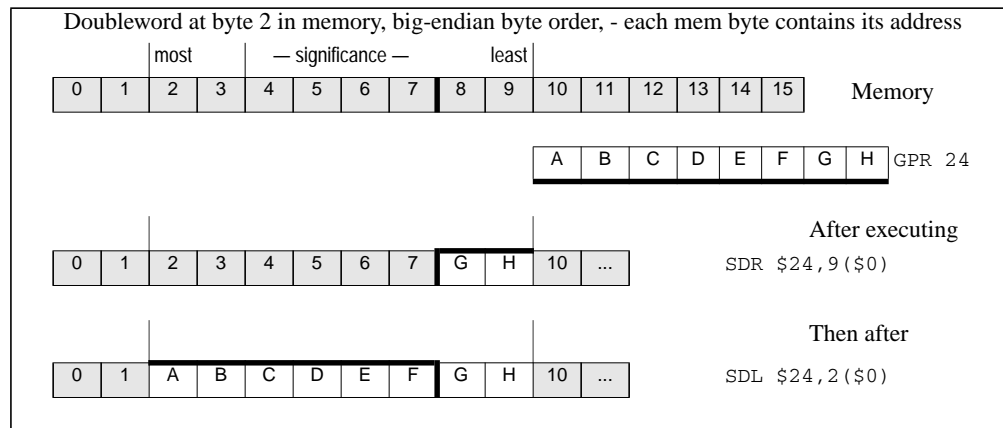 Doubleword at byte 2 in memory, big-endian byte order, - each mem byte contains its address
most — significance — least
0 1 2 3 4 5 6 7 8 9 10 11 12 13 14 15 Memory
A B C D E F G H GPR 24
After executing
0 1 2 3 4 5 6 7 G H 10 ... SDR $24,9($0)
Then after
0 1 A B C D E F G H 10 ... SDL $24,2($0)